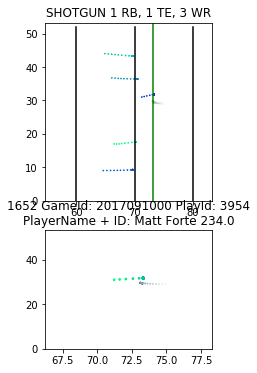 SHOTGUN 1 RB, 1 TE, 3 WR
50
40
30
20
10
0
60 70 80
1652 GameId: 2017091000 PlayId: 3954
PlayerName + ID: Matt Forte 234.0
40
20
0
67.5 70.0 72.5 75.0 77.5